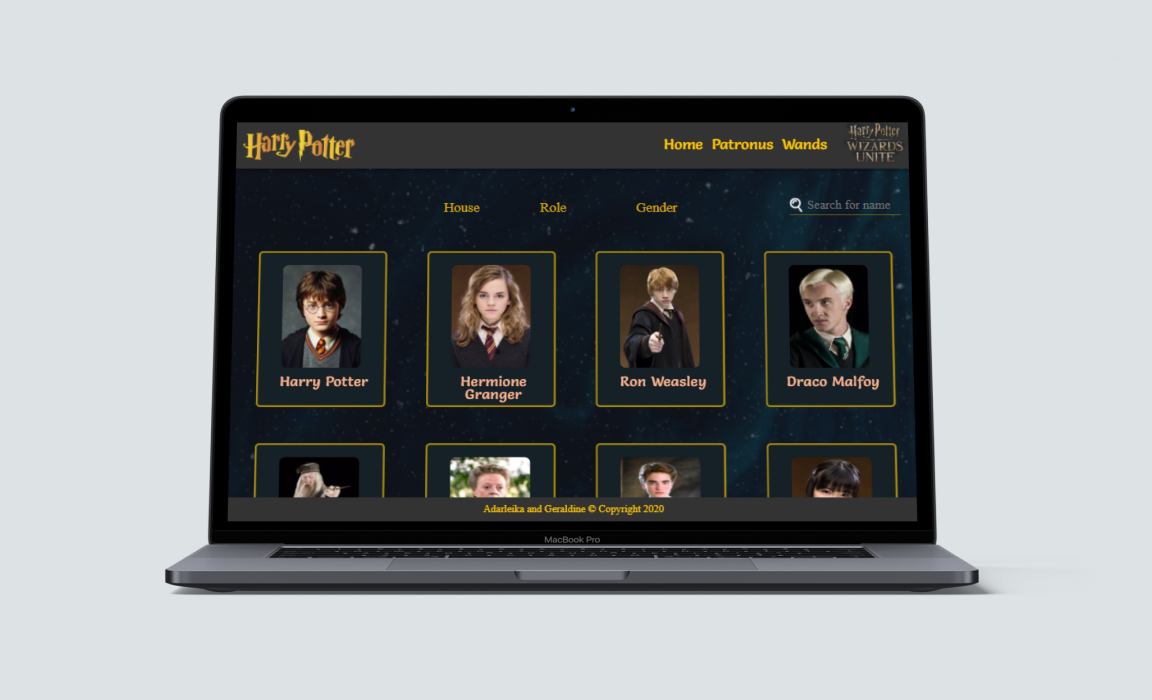 Harry Potter
Home Patronus Wands
Harry Potter
WIZARDS
UNITE
House Role Gender
Search for name
Harry Potter
Hermione
Granger
Ron Weasley
Draco Malfoy
Adarleika and Geraldine © Copyright 2020
MacBook Pro